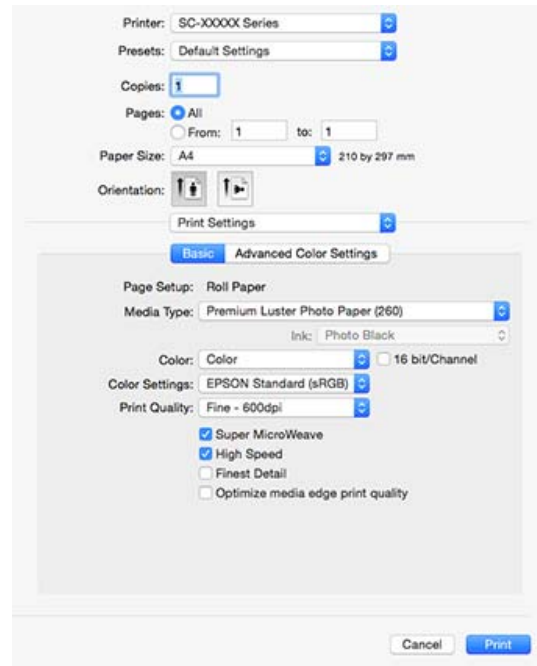 Printer: SC-XXXXX Series
Presets: Default Settings
Copies: 1
Pages: All
From: 1 to: 1
Paper Size: A4 210 by 297 mm
Orientation:
Print Settings
Basic Advanced Color Settings
Page Setup: Roll Paper
Media Type: Premium Luster Photo Paper (260)
Ink: Photo Black
Color: Color 16 bit/Channel
Color Settings: EPSON Standard (sRGB)
Print Quality: Fine - 600dpi
Super MicroWeave
High Speed
Finest Detail
Optimize media edge print quality
Cancel Print